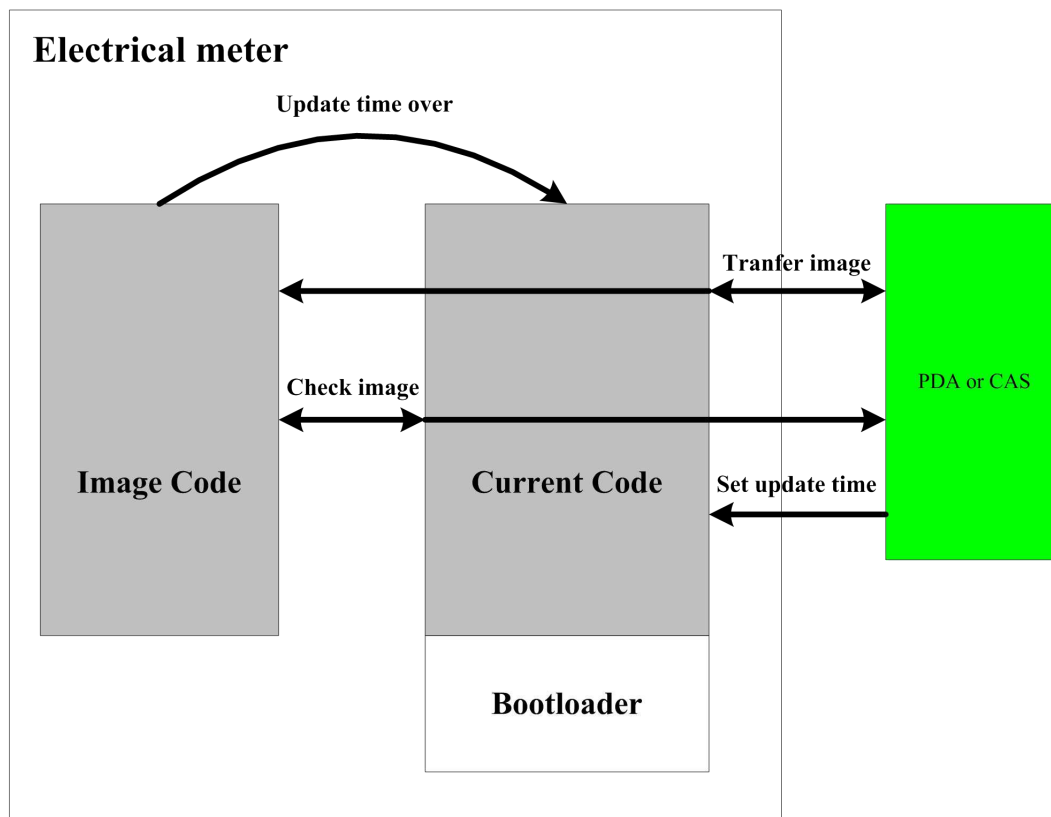 Electrical meter
Update time over
Tranfer image
PDA or CAS
Check image
Image Code
Current Code
Set update time
Bootloader